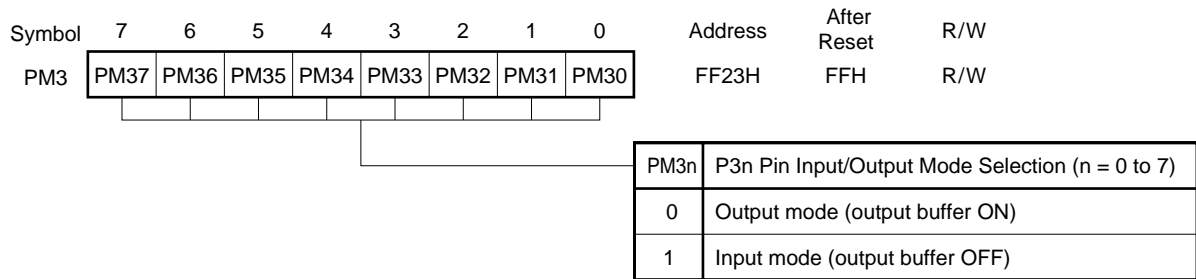 Symbol 7 6 5 4 3 2 1 0 Address After Reset R/W
PM3 PM37 PM36 PM35 PM34 PM33 PM32 PM31 PM30 FF23H FFH R/W
PM3n P3n Pin Input/Output Mode Selection (n = 0 to 7)
0 Output mode (output buffer ON)
1 Input mode (output buffer OFF)